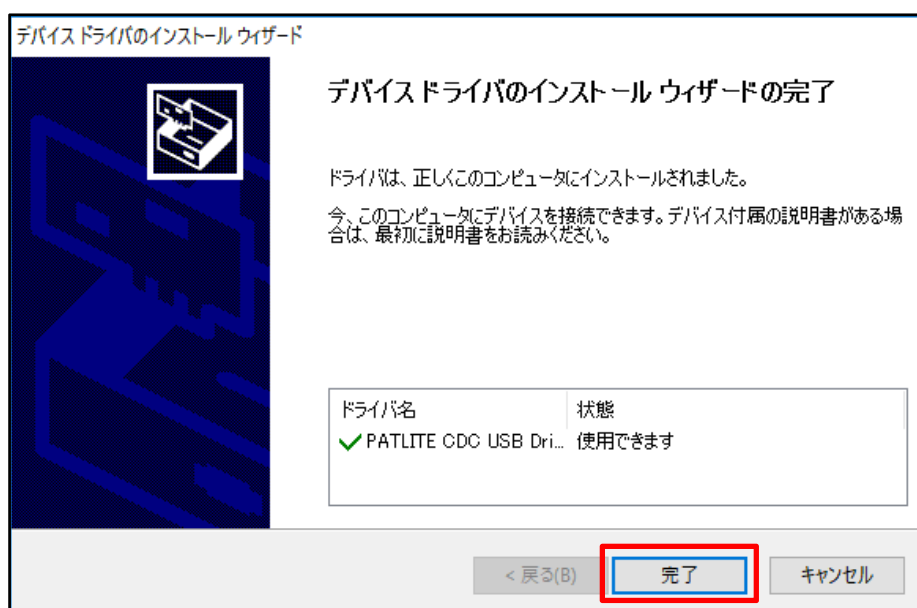 デバイス ドライバのインストール ウィザード
デバイス ドライバのインストール ウィザードの完了
ドライバは、正しくこのコンピュータにインストールされました。
今、このコンピュータにデバイスを接続できます。デバイス付属の説明書がある場
合は、最初に説明書をお読みください。
ドライバ名 状態
PATLITE CDC USB Dri... 使用できます
< 戻る(B) 完了 キャンセル